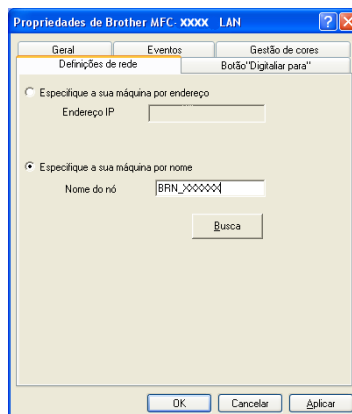 Propriedades de Brother MFC-XXXX LAN
Geral Eventos Gestão de cores
Definições de rede Botão"Digitaliar para"
Especifique a sua máquina por endereço
Endereço IP
Especifique a sua máquina por nome
Nome do nó BRN_XXXXXX
Busca
OK Cancelar Aplicar